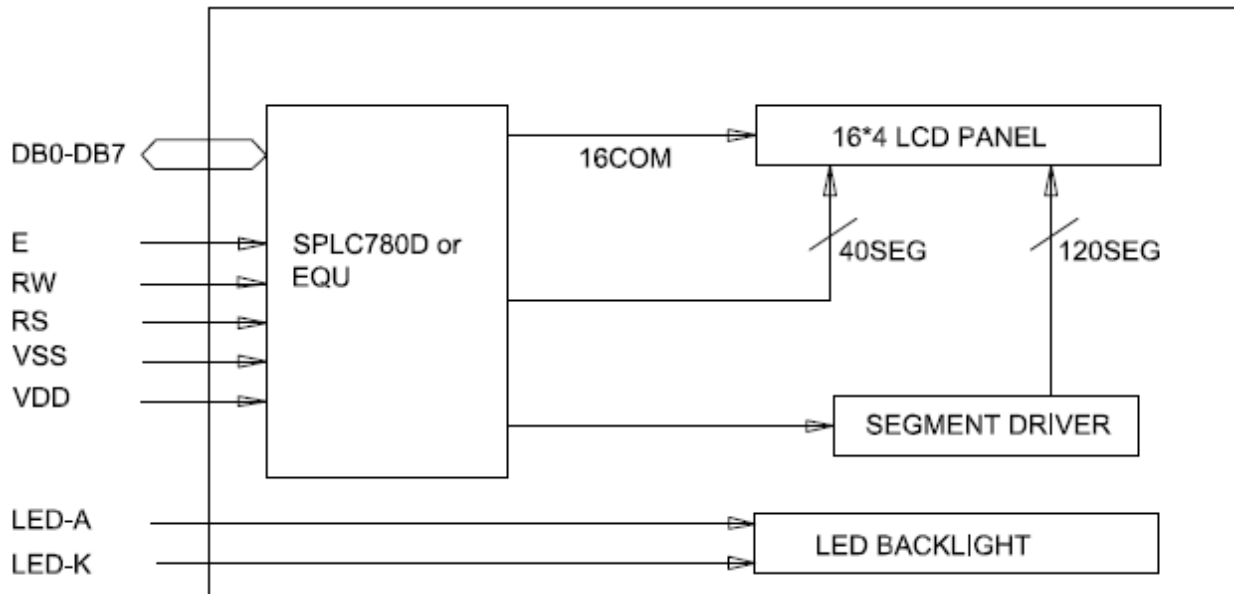 DB0-DB7
E
RW
RS
VSS
VDD
LED-A
LED-K
SPLC780D or
EQU
16COM
16*4 LCD PANEL
40SEG
120SEG
SEGMENT DRIVER
LED BACKLIGHT